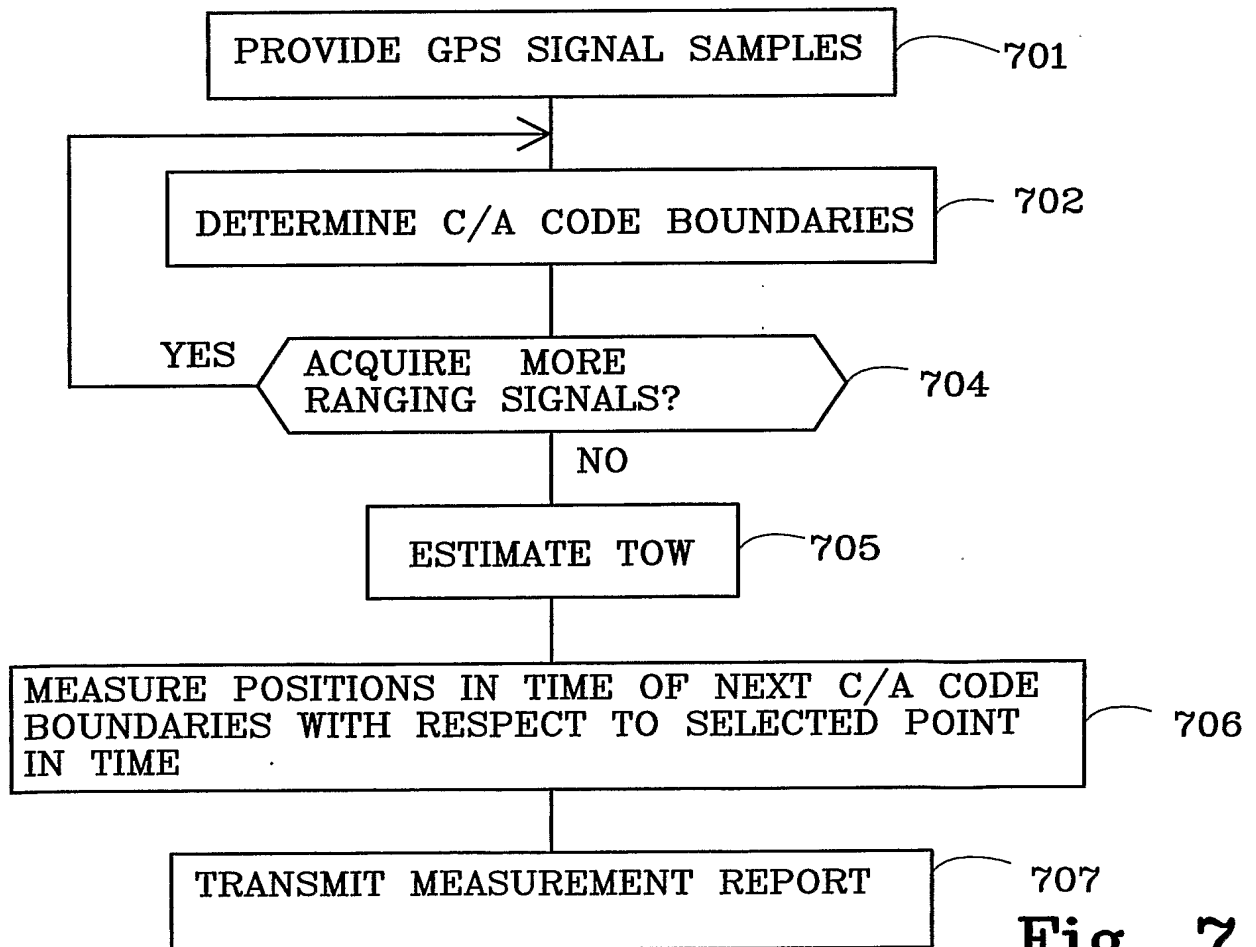 PROVIDE GPS SIGNAL SAMPLES
701
DETERMINE C/A CODE BOUNDARIES
702
YES
ACQUIRE MORE
RANGING SIGNALS?
704
NO
ESTIMATE TOW
705
MEASURE POSITIONS IN TIME OF NEXT C/A CODE
BOUNDARIES WITH RESPECT TO SELECTED POINT
IN TIME
706
TRANSMIT MEASUREMENT REPORT
707
Fig. 7